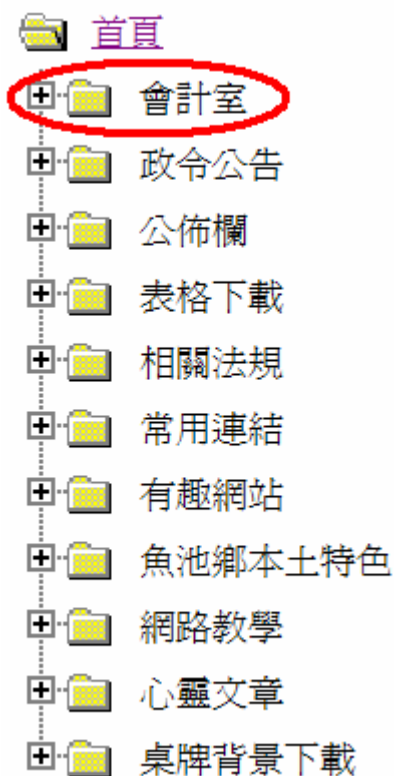 首頁
會計室
政令公告
公佈欄
表格下載
相關法規
常用連結
有趣網站
魚池鄉本土特色
網路教學
心靈文章
桌牌背景下載